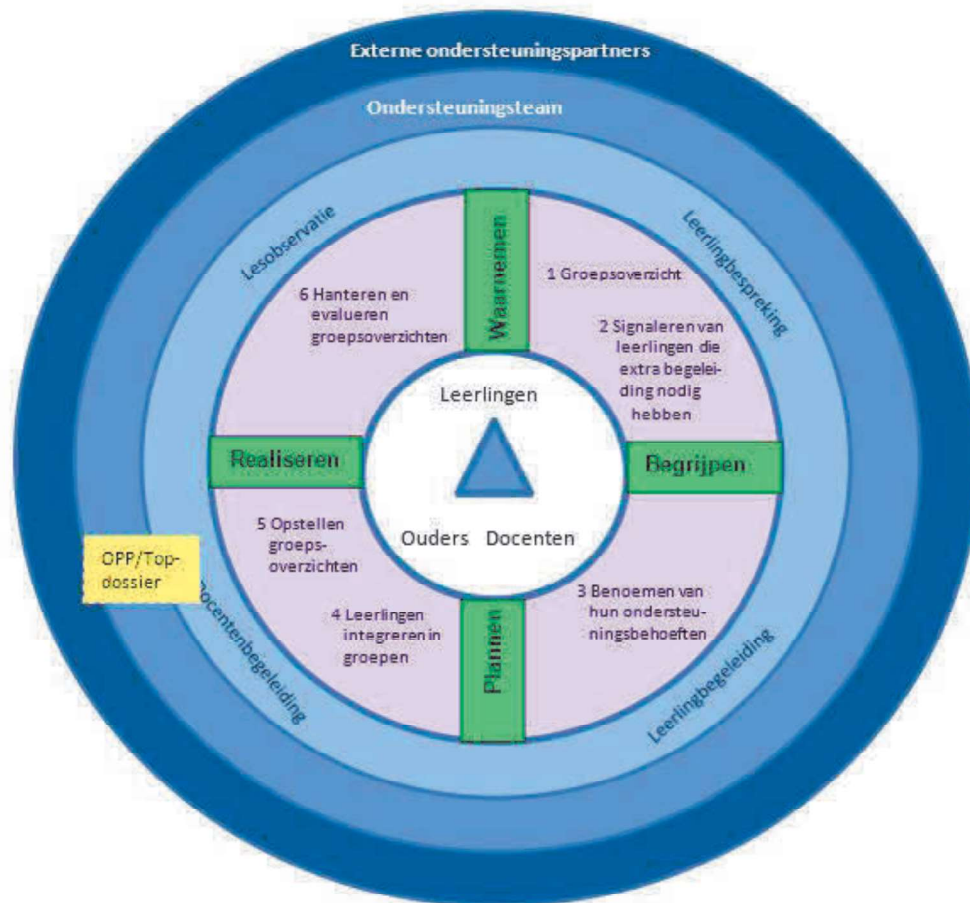 Externe ondersteuningspartners
Ondersteuningsteam
Lesobservatie
Leerlingbespreking
Waarnemen
1 Groepsoverzicht
6 Hanteren en
evalueren
groepsoverzichten
2 Signaleren van
leerlingen die
extra begelei-
ding nodig
hebben
Leerlingen
Realiseren
Begrijpen
Ouders Docenten
5 Opstellen
groeps-
overzichten
OPP/Top-
dossier
3 Benoemen van
hun ondersteu-
ningsbehoeften
4 Leerlingen
integreren in
groepen
Plannen
Docentenbegeleiding
Leerlingbegeleiding